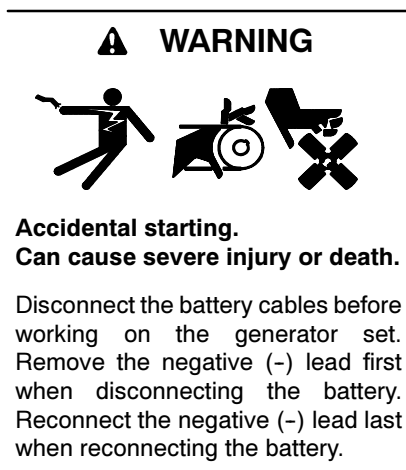 WARNING
Accidental starting.
Can cause severe injury or death.
Disconnect the battery cables before
working on the generator set.
Remove the negative (-) lead first
when disconnecting the battery.
Reconnect the negative (-) lead last
when reconnecting the battery.